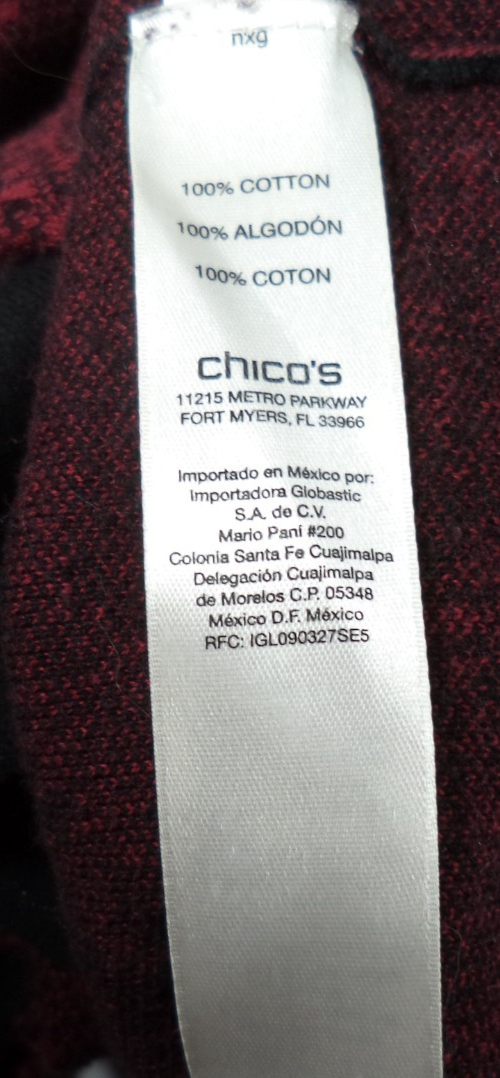 nxg
100% COTTON
100% ALGODÓN
100% COTON
chico's
11215 METRO PARKWAY
FORT MYERS, FL 33966
Importado en México por:
Importadora Globastic
S.A. de C.V.
Mario Paní #200
Colonia Santa Fe Cuajimalpa
Delegación Cuajimalpa
de Morelos C.P. 05348
México D.F. México
RFC: IGL090327SE5